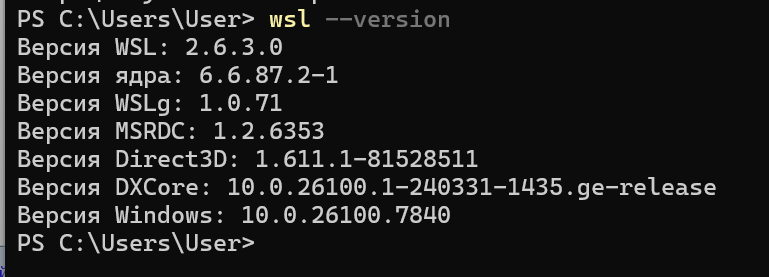 PS C:\Users\User> wsl --version
Версия WSL: 2.6.3.0
Версия ядра: 6.6.87.2-1
Версия WSLg: 1.0.71
Версия MSRDC: 1.2.6353
Версия Direct3D: 1.611.1-81528511
Версия DXCore: 10.0.26100.1-240331-1435.ge-release
Версия Windows: 10.0.26100.7840
PS C:\Users\User>